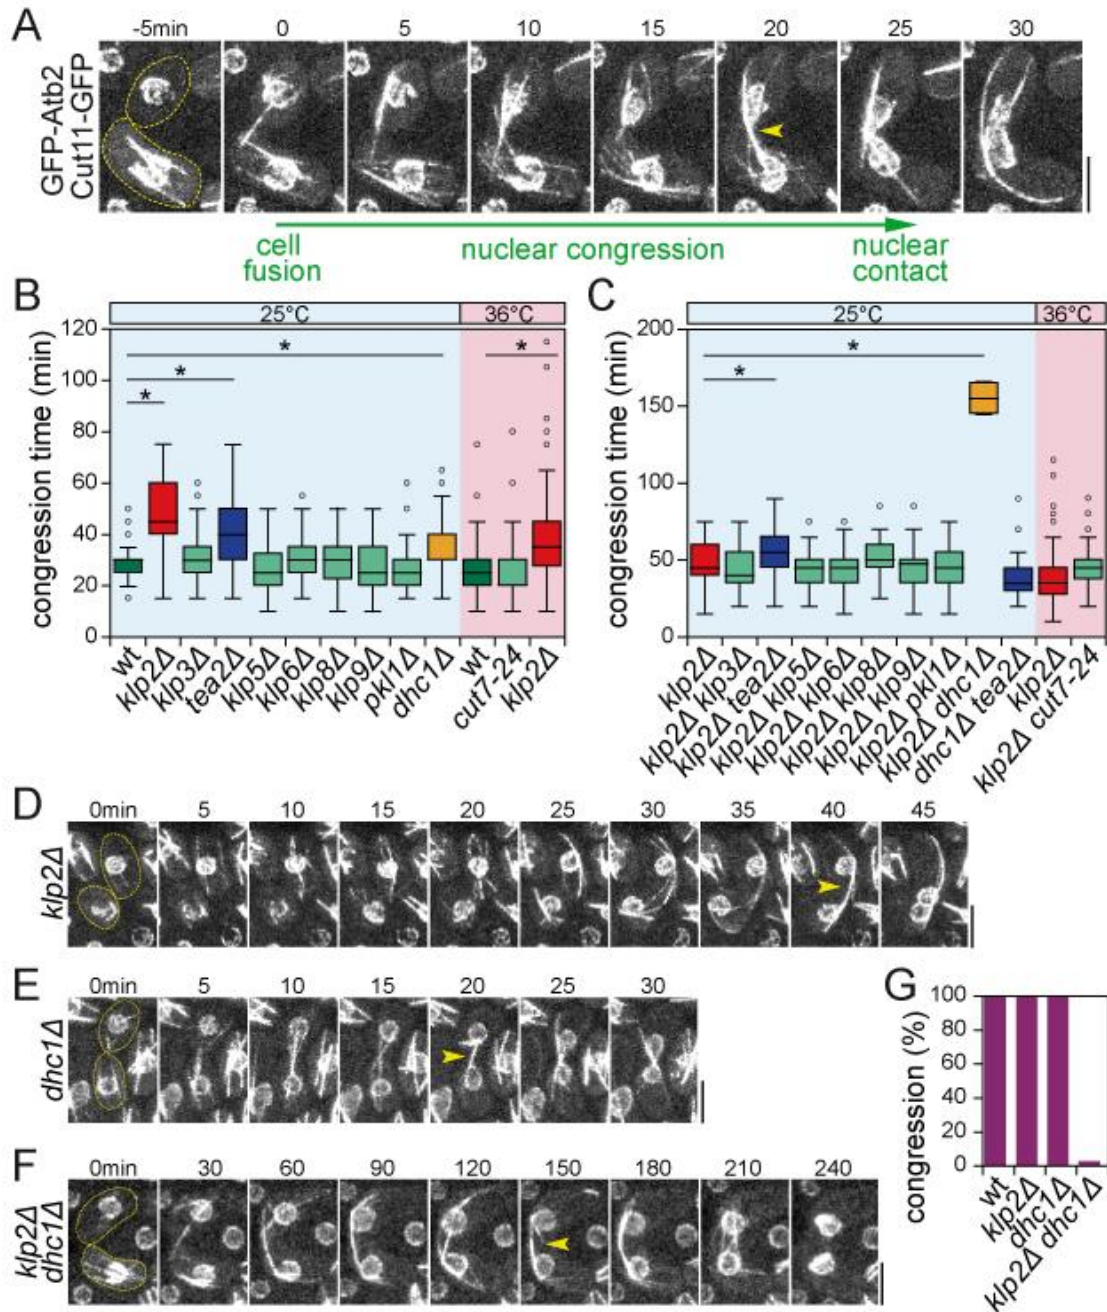 A
-5min 0 5 10 15 20 25 30
GFP-Atb2
Cut11-GFP
cell
fusion
nuclear congression
nuclear
contact
B
25°C 36°C
congression time (min)
120
100
80
60
40
20
0
* * * *
wt klp2Δ klp3Δ tea2Δ klp5Δ klp6Δ klp8Δ klp9Δ pkl1Δ dhc1Δ wt cut7-24 klp2Δ
C
25°C 36°C
congression time (min)
200
150
100
50
0
* *
klp2Δ
klp2Δ klp3Δ
klp2Δ tea2Δ
klp2Δ klp5Δ
klp2Δ klp6Δ
klp2Δ klp8Δ
klp2Δ klp9Δ
klp2Δ pkl1Δ
klp2Δ dhc1Δ
dhc1Δ tea2Δ
klp2Δ
klp2Δ cut7-24
D
0min 5 10 15 20 25 30 35 40 45
klp2Δ
E
0min 5 10 15 20 25 30
dhc1Δ
F
0min 30 60 90 120 150 180 210 240
klp2Δ
dhc1Δ
G
congression (%)
100
80
60
40
20
0
wt
klp2Δ
dhc1Δ
klp2Δ dhc1Δ